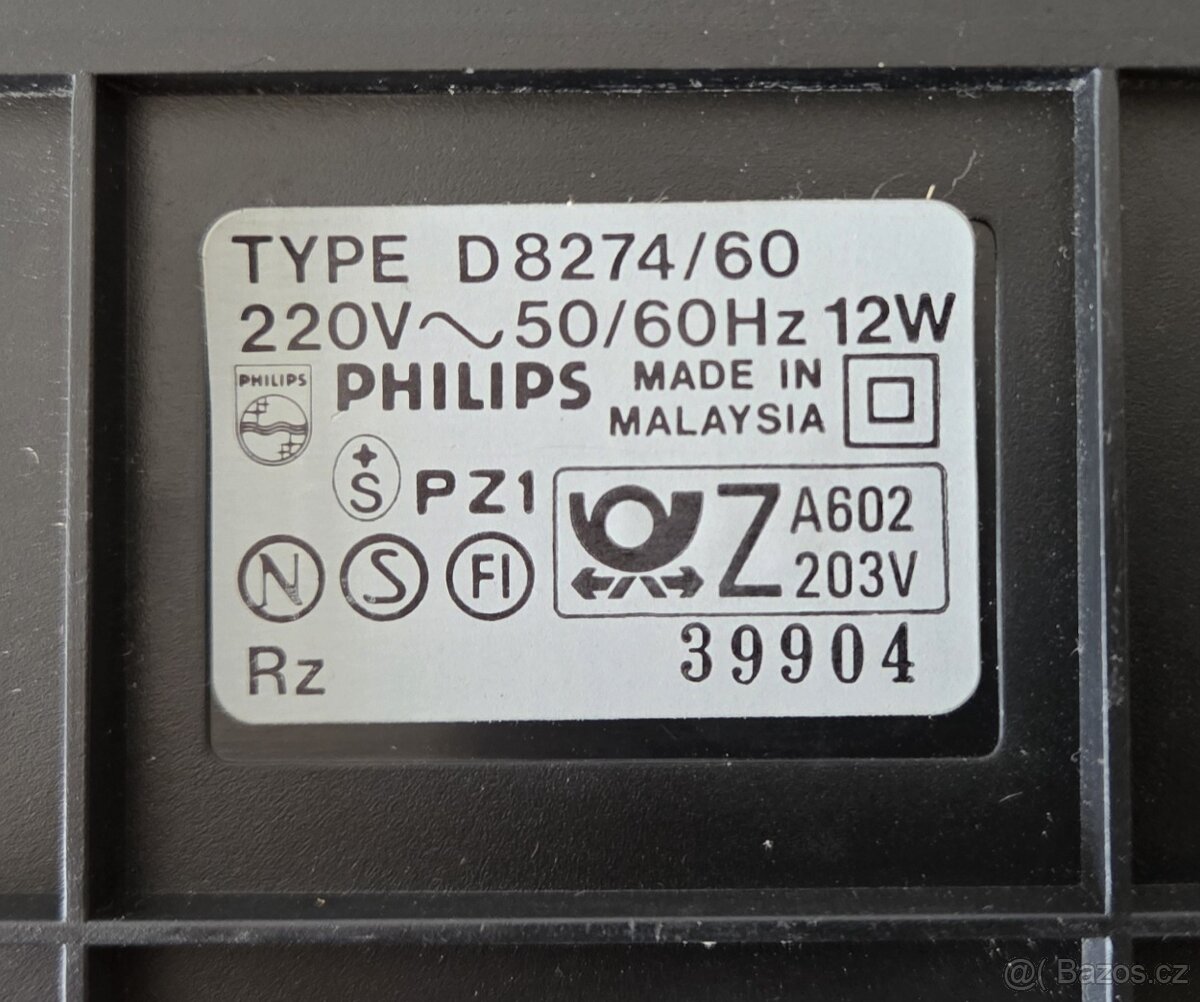 TYPE D8274/60
220V~50/60Hz 12W
PHILIPS PHILIPS MADE IN
MALAYSIA
+S PZ1
Z A602
203V
N S FI
Rz 39904
@( Bazos.cz